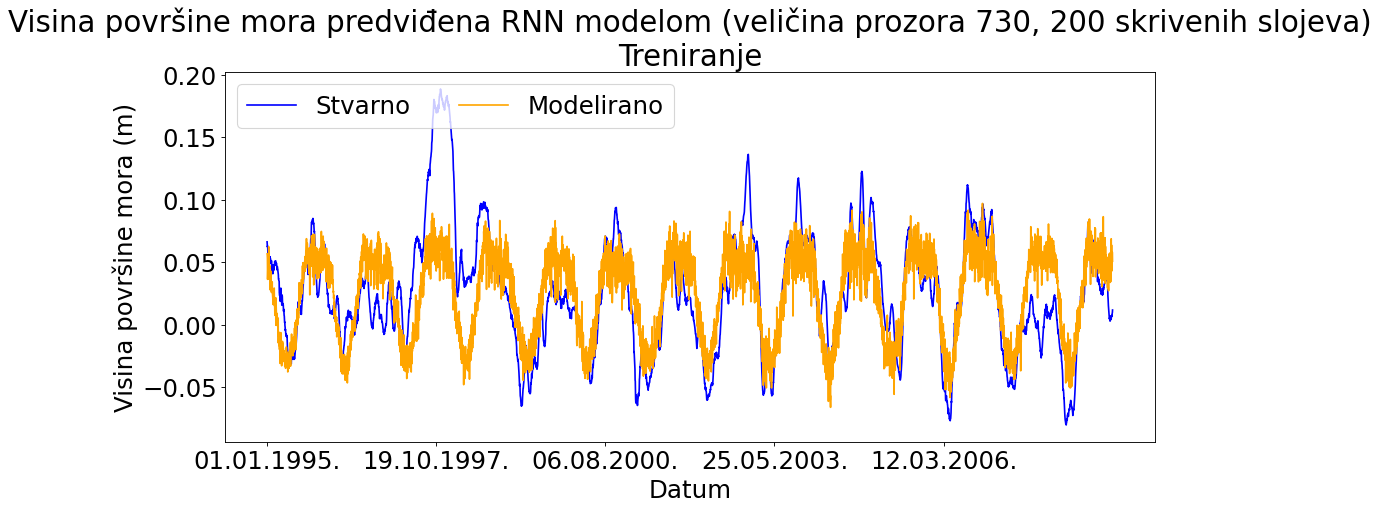 Visina površine mora predviđena RNN modelom (veličina prozora 730, 200 skrivenih slojeva)
Treniranje
Stvarno
Modelirano
Visina površine mora (m)
0.20
0.15
0.10
0.05
0.00
−0.05
01.01.1995.
19.10.1997.
06.08.2000.
25.05.2003.
12.03.2006.
Datum